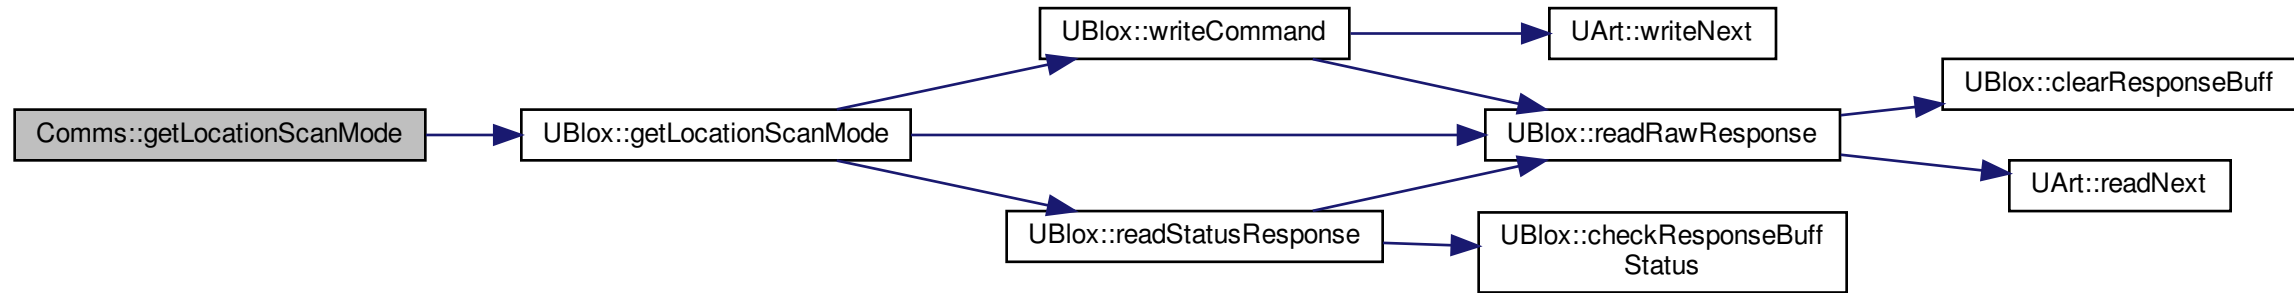 Comms::getLocationScanMode
UBlox::getLocationScanMode
UBlox::writeCommand
UArt::writeNext
UBlox::readRawResponse
UBlox::clearResponseBuff
UArt::readNext
UBlox::readStatusResponse
UBlox::checkResponseBuff
Status